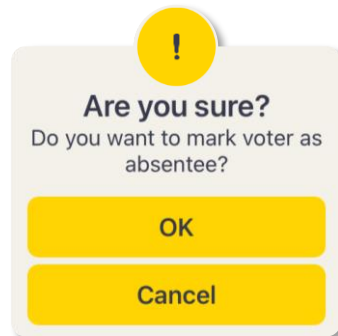 !
Are you sure?
Do you want to mark voter as
absentee?
OK
Cancel